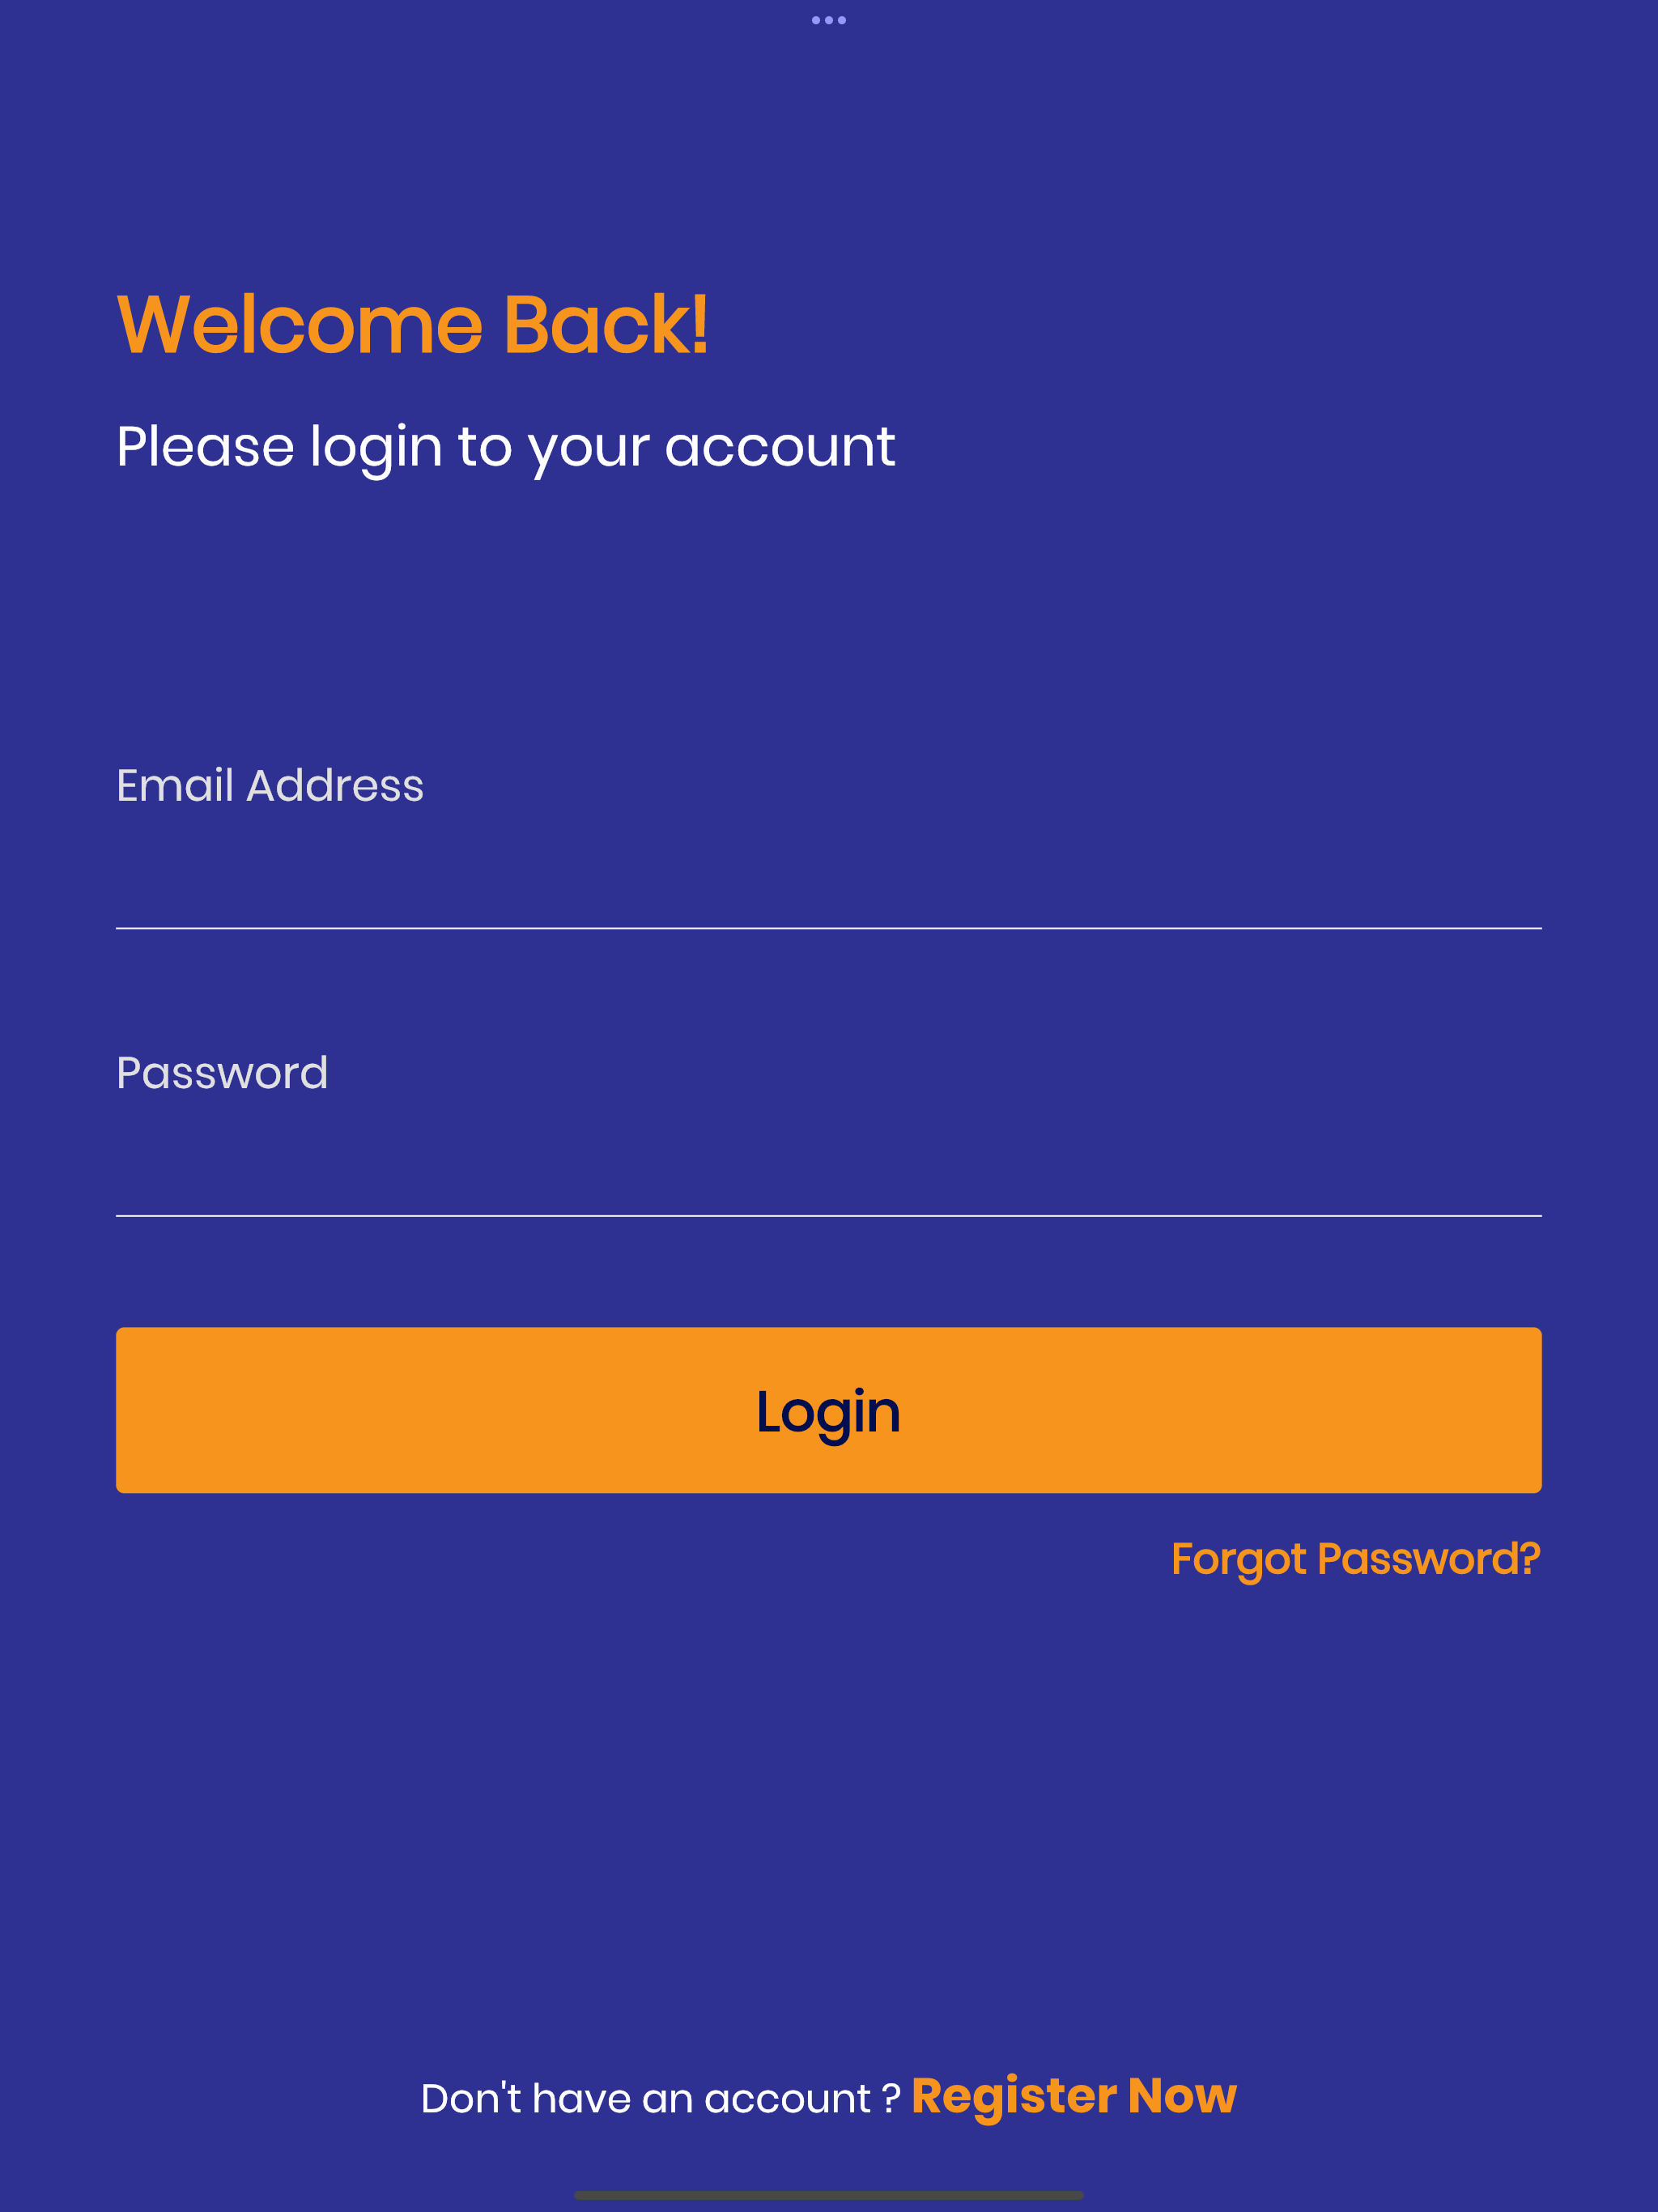 Welcome Back!
Please login to your account
Email Address
Password
Login
Forgot Password?
Don't have an account ? Register Now